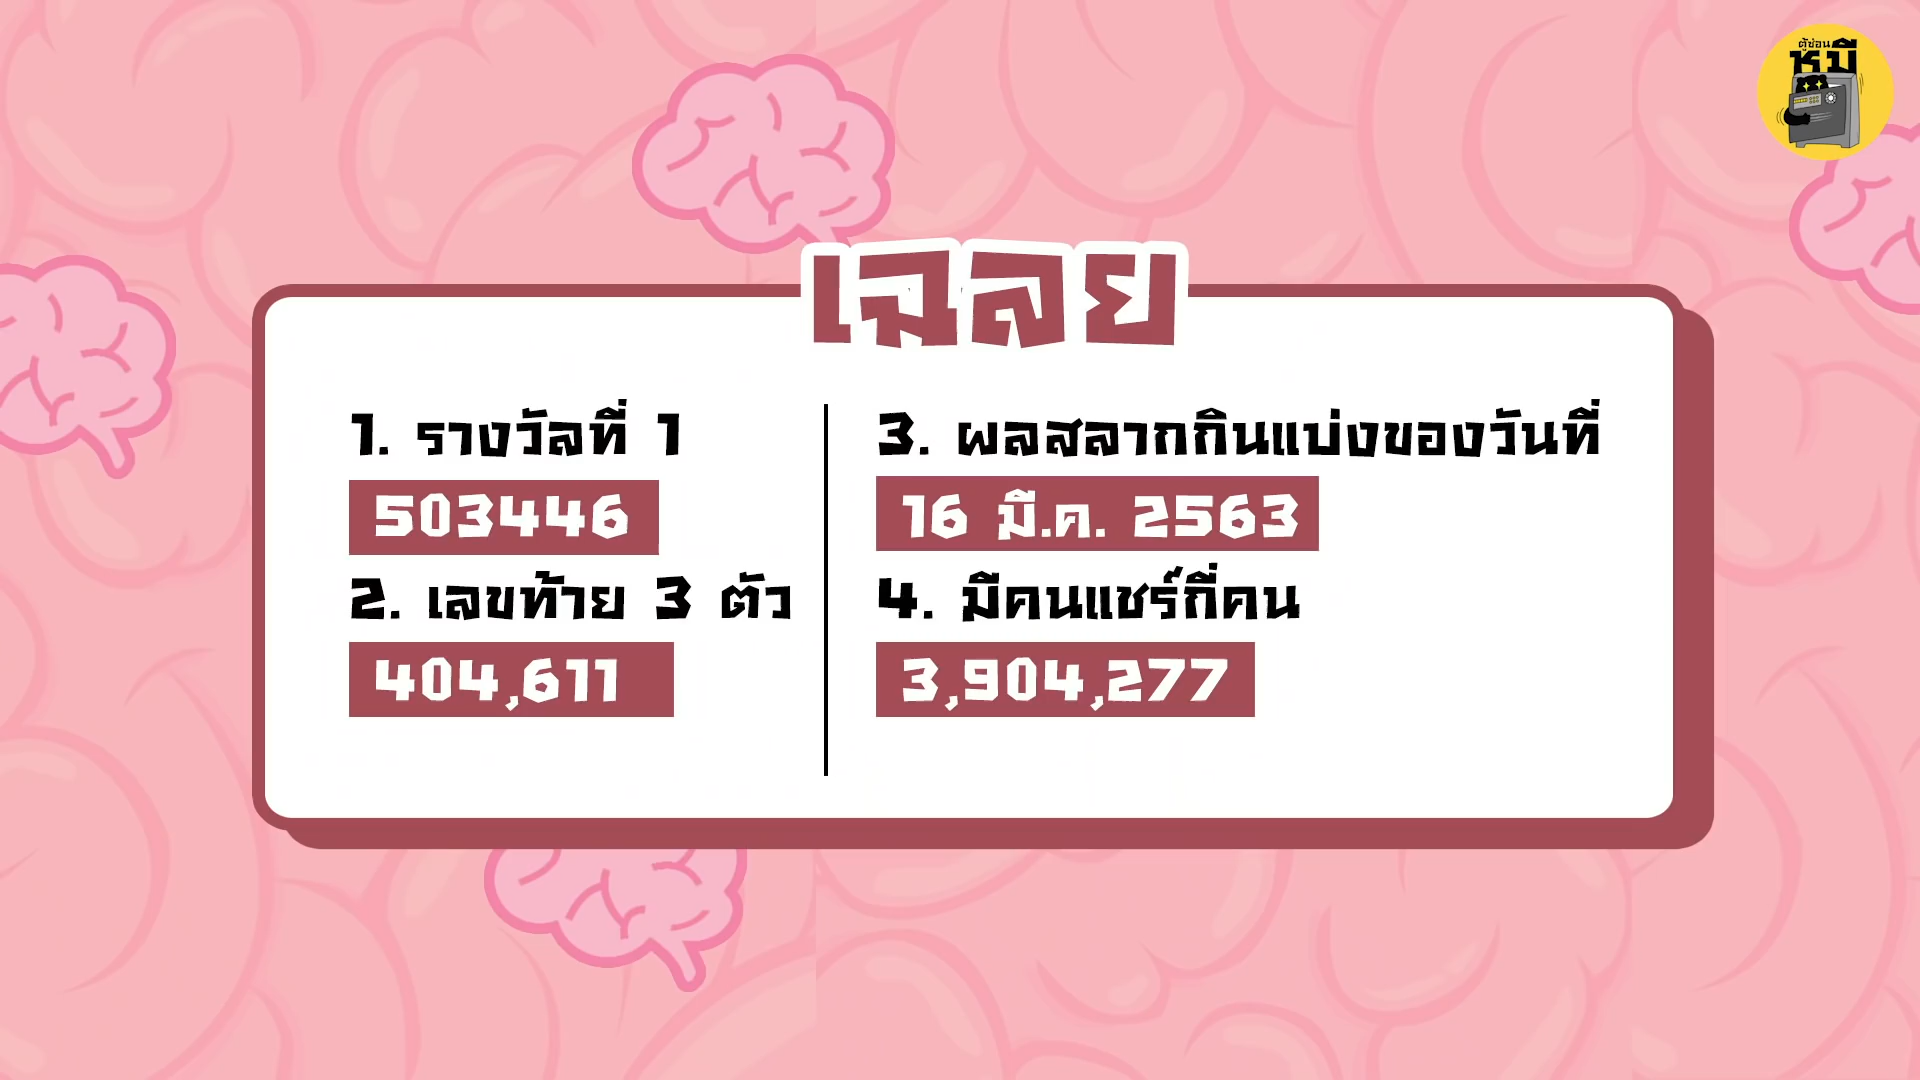 ตู้ซ่อน
หมี
เฉลย
1. รางวัลที่ 1
503446
2. เลขท้าย 3 ตัว
404,611
3. ผลสลากกินแบ่งของวันที่
16 มี.ค. 2563
4. มีคนแชร์กี่คน
3,904,277